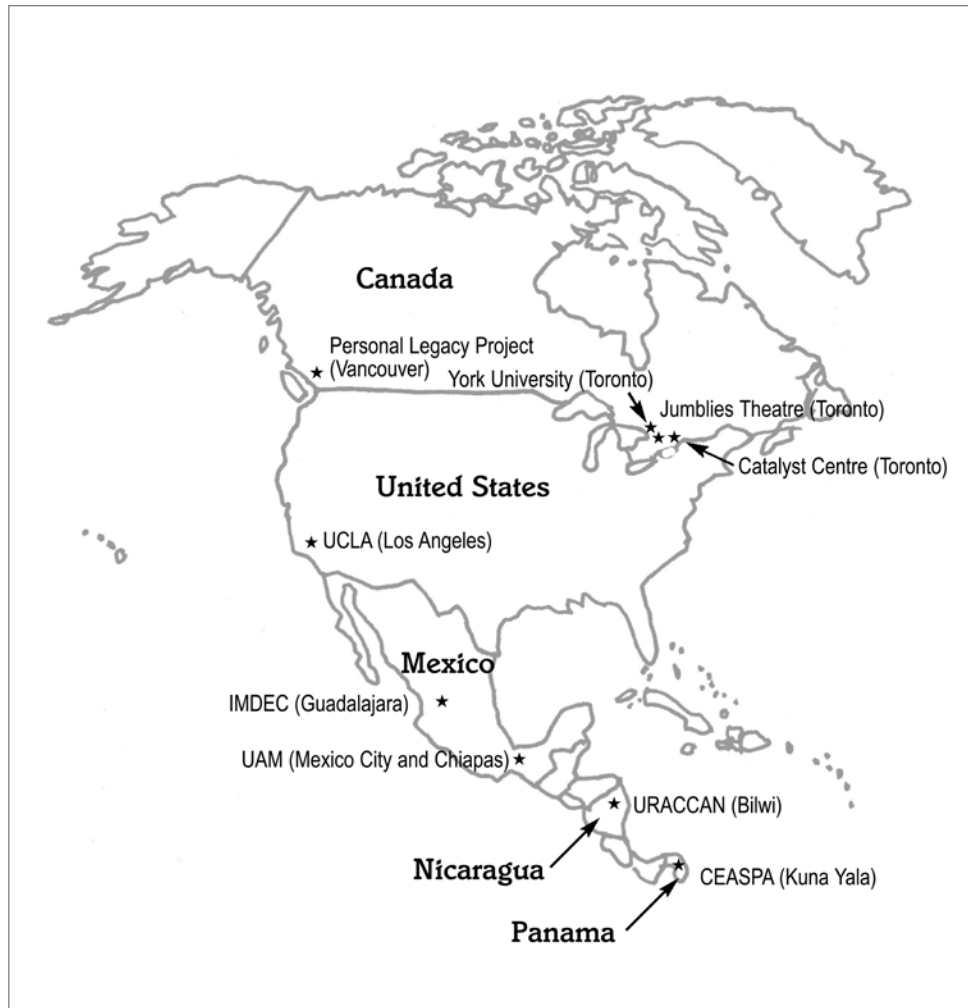 Canada
Personal Legacy Project
(Vancouver)
York University (Toronto)
Jumblies Theatre (Toronto)
Catalyst Centre (Toronto)
United States
UCLA (Los Angeles)
Mexico
IMDEC (Guadalajara)
UAM (Mexico City and Chiapas)
URACCAN (Bilwi)
Nicaragua
CEASPA (Kuna Yala)
Panama